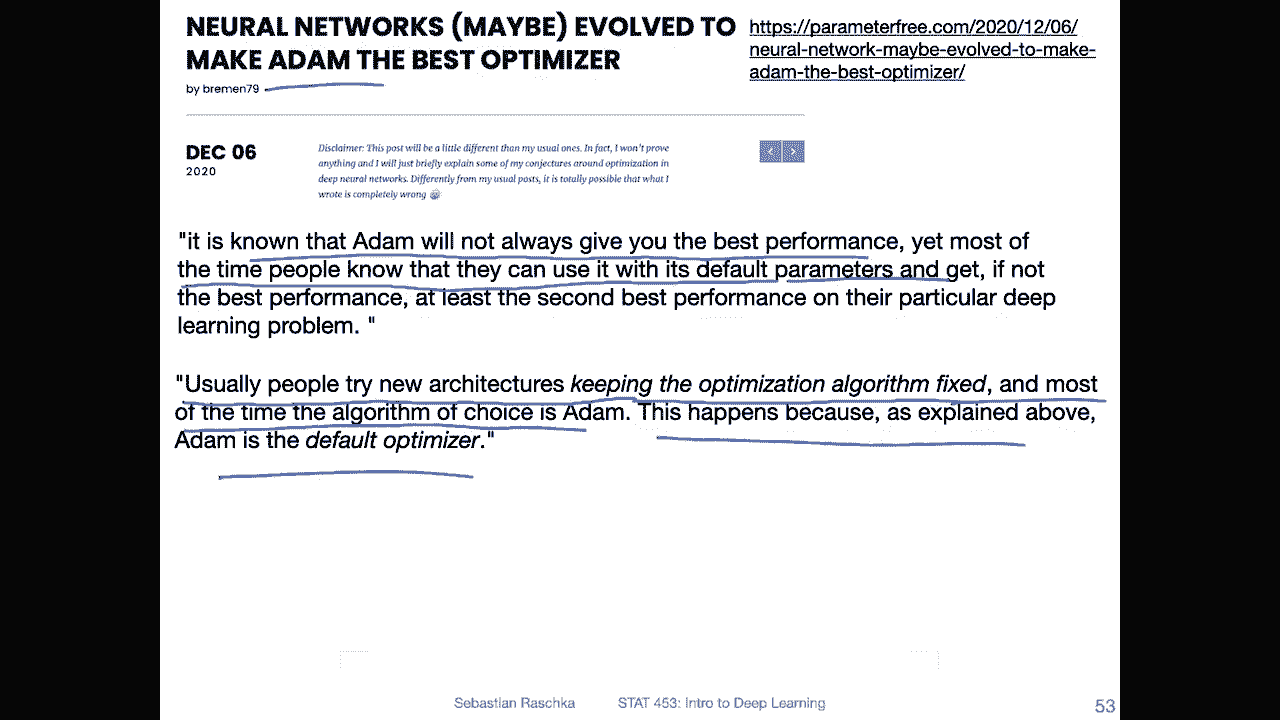 NEURAL NETWORKS (MAYBE) EVOLVED TO
MAKE ADAM THE BEST OPTIMIZER
by bremen79
https://parameterfree.com/2020/12/06/
neural-network-maybe-evolved-to-make-
adam-the-best-optimizer/
DEC 06
2020
Disclaimer: This post will be a little different than my usual ones. In fact, I won't prove
anything and I will just briefly explain some of my conjectures around optimization in
deep neural networks. Differently from my usual posts, it is totally possible that what I
wrote is completely wrong
"it is known that Adam will not always give you the best performance, yet most of
the time people know that they can use it with its default parameters and get, if not
the best performance, at least the second best performance on their particular deep
learning problem. "
"Usually people try new architectures keeping the optimization algorithm fixed, and most
of the time the algorithm of choice is Adam. This happens because, as explained above,
Adam is the default optimizer."
Sebastian Raschka STAT 453: Intro to Deep Learning 53